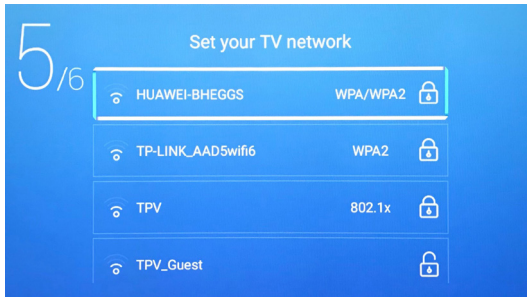 5/6
Set your TV network
HUAWEI-BHEGGS WPA/WPA2
TP-LINK_AAD5wifi6 WPA2
TPV 802.1x
TPV_Guest